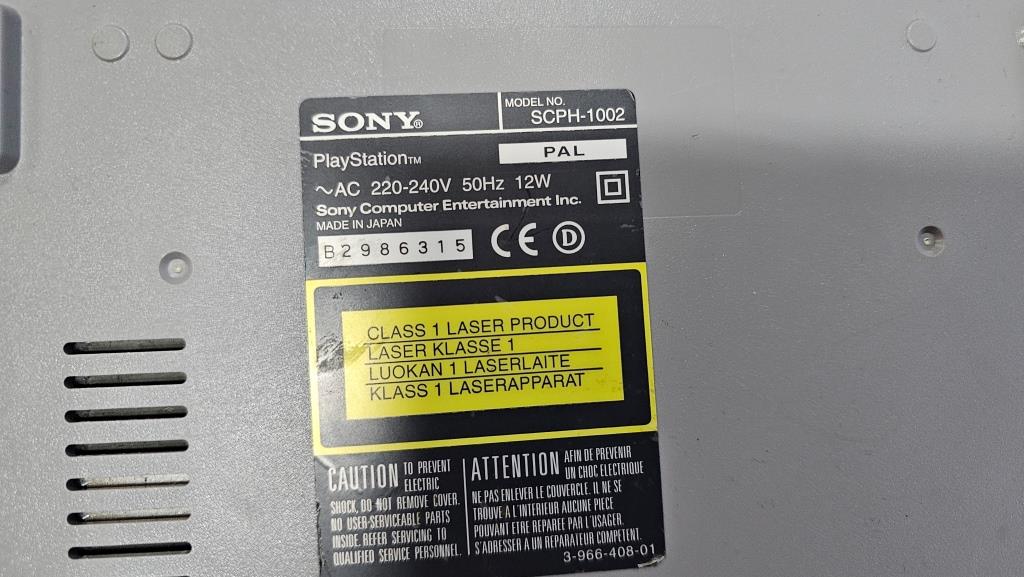 SONY®
MODEL NO.
SCPH-1002
PlayStation™
PAL
~AC 220-240V 50Hz 12W
Sony Computer Entertainment Inc.
MADE IN JAPAN
B2986315
CE D
CLASS 1 LASER PRODUCT
LASER KLASSE 1
LUOKAN 1 LASERLAITE
KLASS 1 LASERAPPARAT
CAUTION TO PREVENT
ELECTRIC
SHOCK, DO NOT REMOVE COVER.
NO USER-SERVICEABLE PARTS
INSIDE. REFER SERVICING TO
QUALIFIED SERVICE PERSONNEL.
ATTENTION AFIN DE PREVENIR
UN CHOC ELECTRIQUE
NE PAS ENLEVER LE COUVERCLE. IL NE SE
TROUVE A L'INTERIEUR AUCUNE PIECE
POUVANT ETRE REPAREE PAR L'USAGER.
S'ADRESSER A UN REPARATEUR COMPETENT.
3-966-408-01